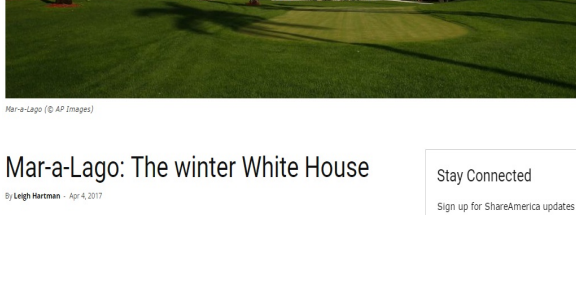 Mar-a-Lago (© AP Images)
Mar-a-Lago: The winter White House
Stay Connected
By Leigh Hartman - Apr 4, 2017
Sign up for ShareAmerica updates